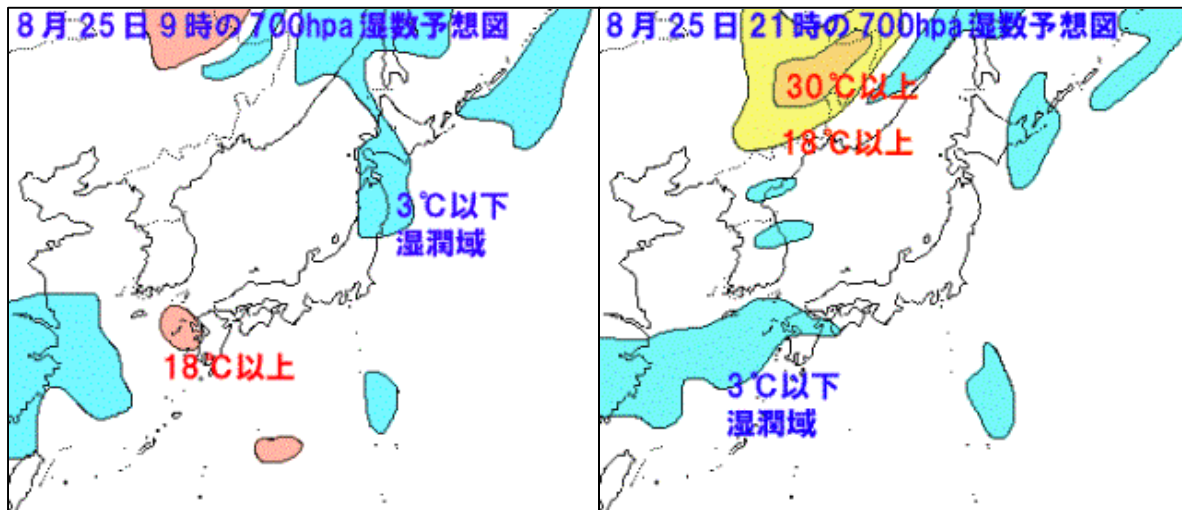 8月25日9時の700hpa湿数予想図
3℃以下
湿潤域
18℃以上
8月25日21時の700hpa湿数予想図
30℃以上
18℃以上
3℃以下
湿潤域